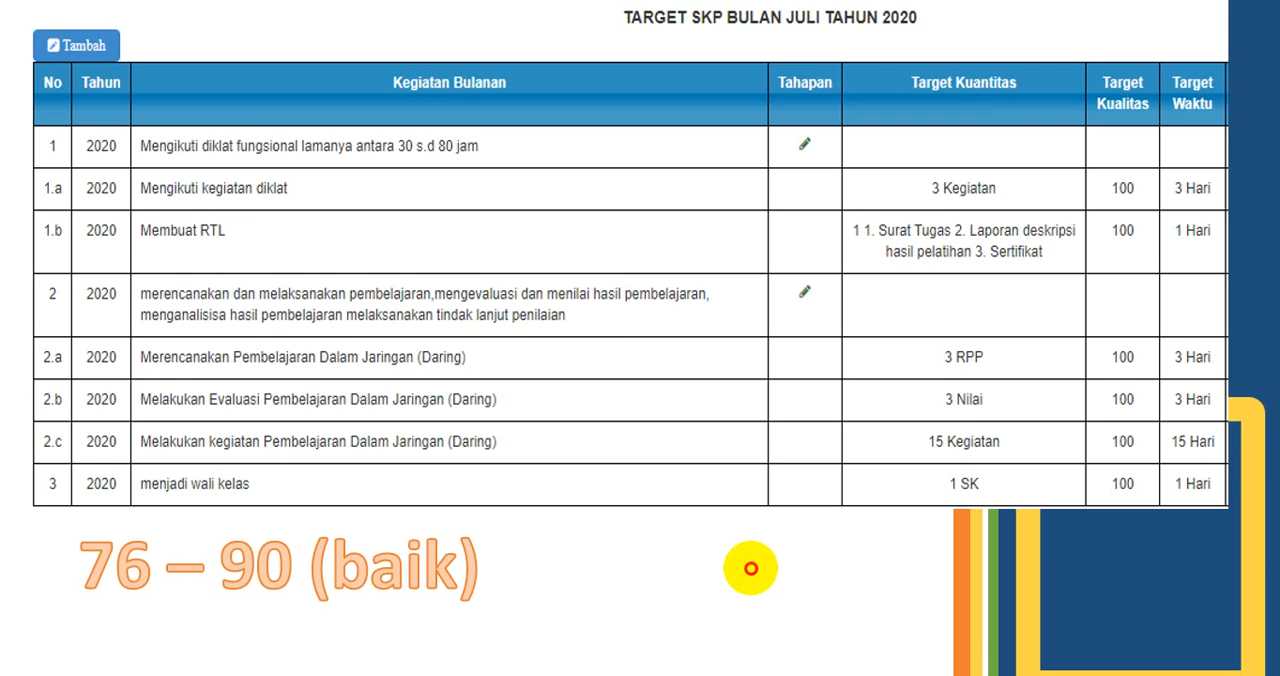 TARGET SKP BULAN JULI TAHUN 2020
Tambah
No Tahun Kegiatan Bulanan Tahapan Target Kuantitas Target Kualitas Target Waktu
1 2020 Mengikuti diklat fungsional lamanya antara 30 s.d 80 jam
1.a 2020 Mengikuti kegiatan diklat 3 Kegiatan 100 3 Hari
1.b 2020 Membuat RTL 1 1. Surat Tugas 2. Laporan deskripsi 100 1 Hari
hasil pelatihan 3. Sertifikat
2 2020 merencanakan dan melaksanakan pembelajaran,mengevaluasi dan menilai hasil pembelajaran,
menganalisisa hasil pembelajaran melaksanakan tindak lanjut penilaian
2.a 2020 Merencanakan Pembelajaran Dalam Jaringan (Daring) 3 RPP 100 3 Hari
2.b 2020 Melakukan Evaluasi Pembelajaran Dalam Jaringan (Daring) 3 Nilai 100 3 Hari
2.c 2020 Melakukan kegiatan Pembelajaran Dalam Jaringan (Daring) 15 Kegiatan 100 15 Hari
3 2020 menjadi wali kelas 1 SK 100 1 Hari
76 – 90 (baik)